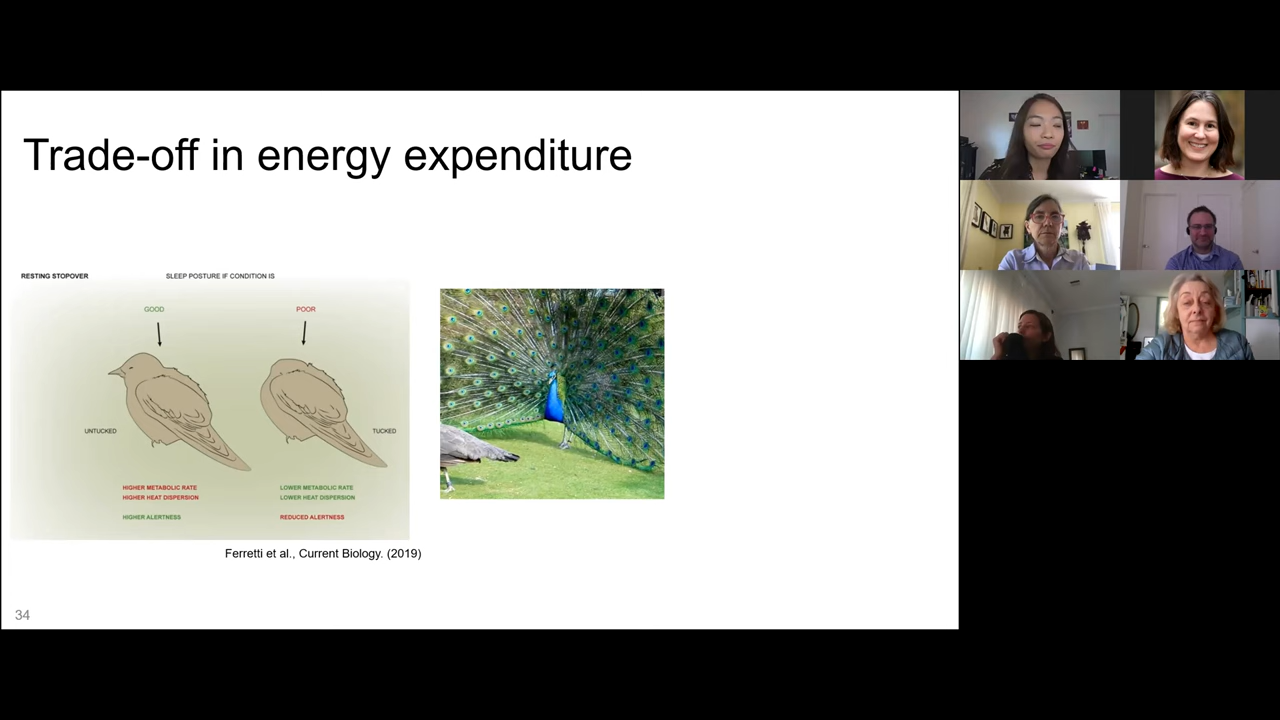 Trade-off in energy expenditure
RESTING STOPOVER
SLEEP POSTURE IF CONDITION IS
GOOD
POOR
UNTUCKED
TUCKED
HIGHER METABOLIC RATE
HIGHER HEAT DISPERSION
HIGHER ALERTNESS
LOWER METABOLIC RATE
LOWER HEAT DISPERSION
REDUCED ALERTNESS
Ferretti et al., Current Biology. (2019)
34